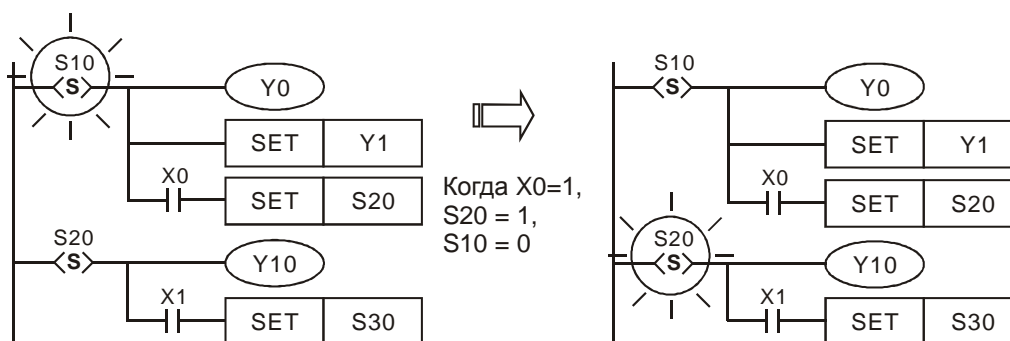 S10
S
Y0
SET Y1
X0
SET S20
S20
S
Y10
X1
SET S30
Когда X0=1,
S20 = 1,
S10 = 0
S10
S
Y0
SET Y1
X0
SET S20
S20
S
Y10
X1
SET S30